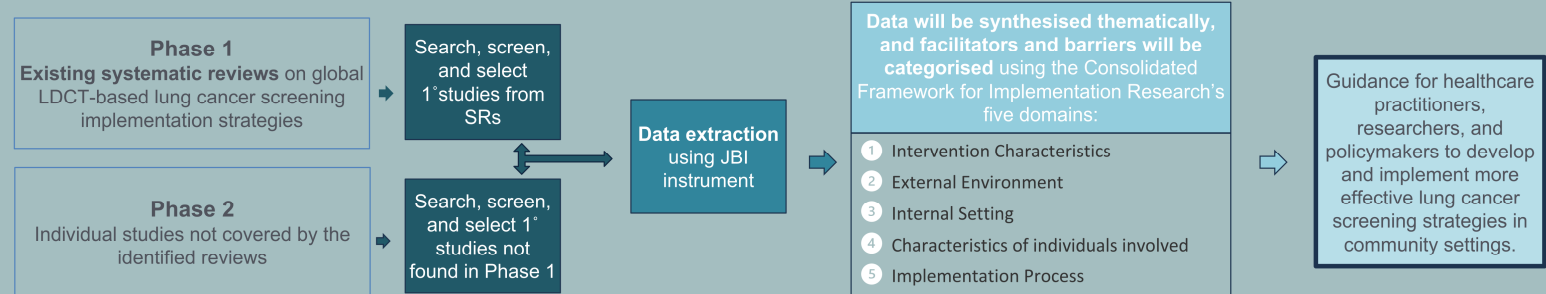 Phase 1
Existing systematic reviews on global
LDCT-based lung cancer screening
implementation strategies
Search, screen,
and select
1˚studies from
SRs
Phase 2
Individual studies not covered by the
identified reviews
Search, screen,
and select 1˚
studies not
found in Phase 1
Data extraction
using JBI
instrument
Data will be synthesised thematically,
and facilitators and barriers will be
categorised using the Consolidated
Framework for Implementation Research's
five domains:
1 Intervention Characteristics
2 External Environment
3 Internal Setting
4 Characteristics of individuals involved
5 Implementation Process
Guidance for healthcare
practitioners,
researchers, and
policymakers to develop
and implement more
effective lung cancer
screening strategies in
community settings.